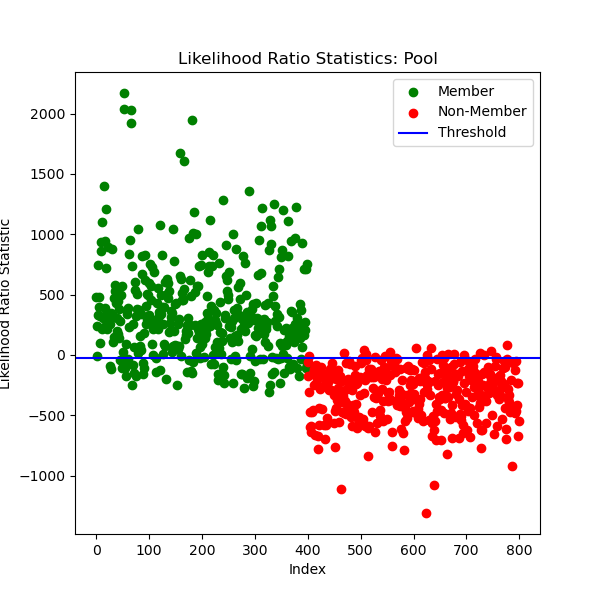 Likelihood Ratio Statistics: Pool
Member
Non-Member
Threshold
Likelihood Ratio Statistic
2000
1500
1000
500
0
−500
−1000
0 100 200 300 400 500 600 700 800
Index